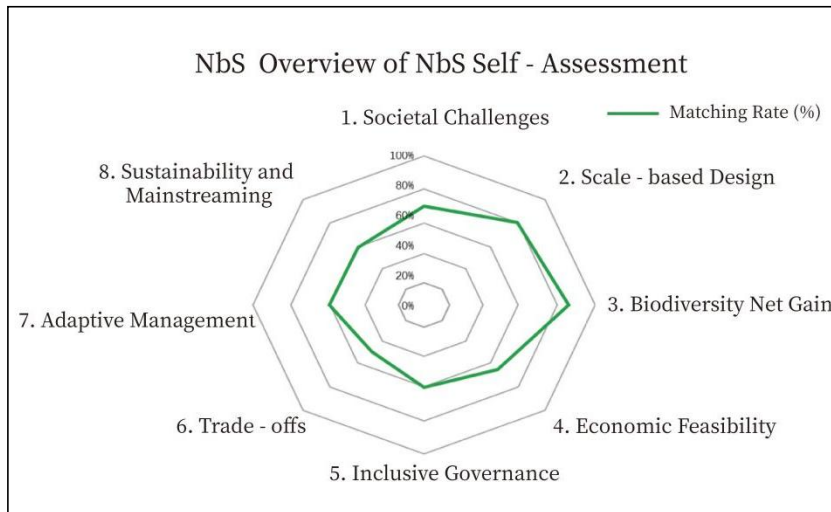 NbS Overview of NbS Self - Assessment
1. Societal Challenges
Matching Rate (%)
100%
8. Sustainability and
Mainstreaming
2. Scale - based Design
80%
60%
40%
20%
0%
7. Adaptive Management
3. Biodiversity Net Gain
6. Trade - offs
4. Economic Feasibility
5. Inclusive Governance